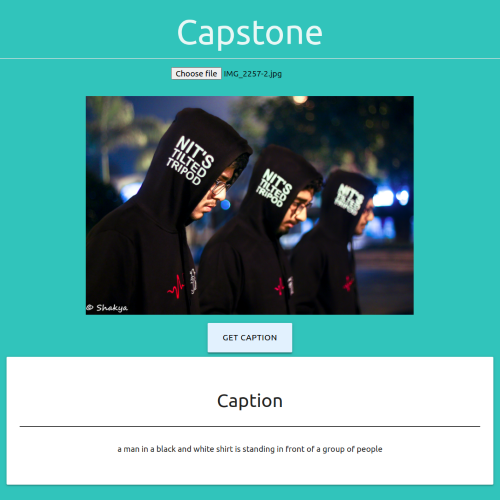 Capstone
Choose file IMG_2257-2.jpg
NIT'S
TILTED
TRIPOD
NIT'S
TILTED
TRIPOD
NIT'S
TILTED
TRIPOD
© Shakya
GET CAPTION
Caption
a man in a black and white shirt is standing in front of a group of people